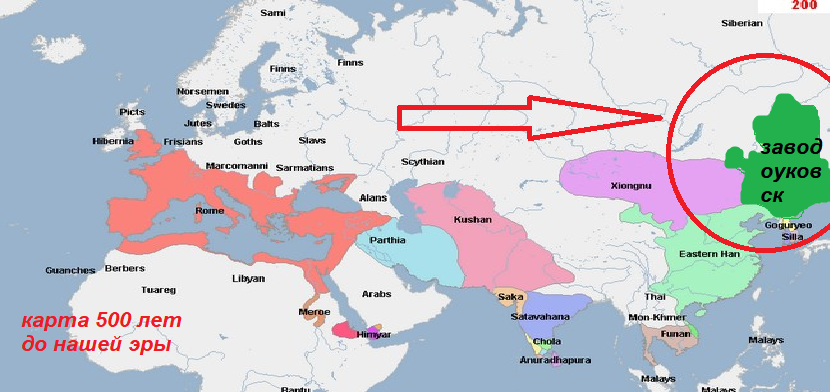 200
Sami
Siberian
Finns
Finns
Norsemen
Swedes
Picts
Jutes
Balts
Hibernia
Frisians
Goths
Slavs
завод
оуков
ск
Marcomanni
Sarmatians
Scythian
Xiongnu
Alans
Rome
Kushan
Goguryeo
Silla
Parthia
Eastern Han
Guanches
Berbers
Libyan
Tuareg
Arabs
Saka
Thai
Meroe
Satavahana
Mon-Khmer
карта 500 лет
до нашей эры
Himyar
Funan
Chola
Malays
Anuradhapura
Malays
Malays
Bantu